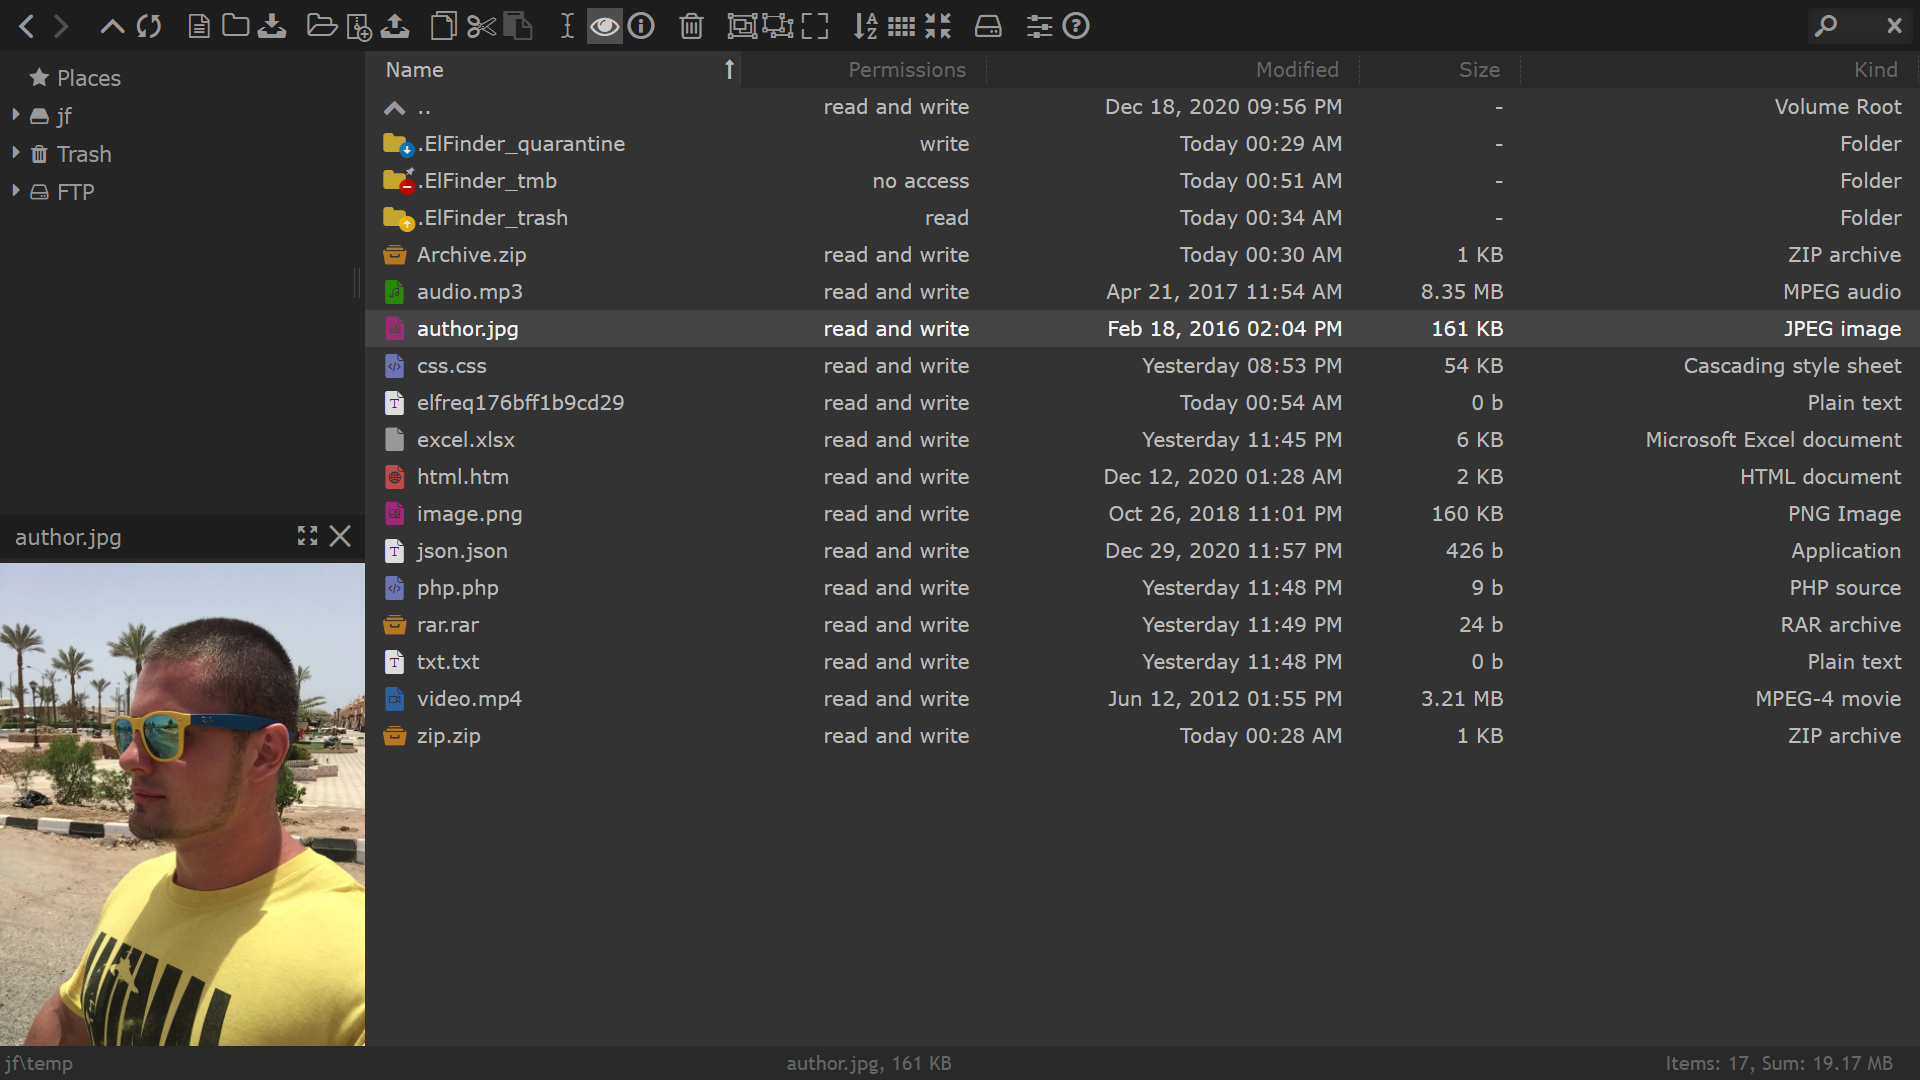 Places
jf
Trash
FTP
author.jpg
Name Permissions Modified Size Kind
.. read and write Dec 18, 2020 09:56 PM - Volume Root
.ElFinder_quarantine write Today 00:29 AM - Folder
.ElFinder_tmb no access Today 00:51 AM - Folder
.ElFinder_trash read Today 00:34 AM - Folder
Archive.zip read and write Today 00:30 AM 1 KB ZIP archive
audio.mp3 read and write Apr 21, 2017 11:54 AM 8.35 MB MPEG audio
author.jpg read and write Feb 18, 2016 02:04 PM 161 KB JPEG image
css.css read and write Yesterday 08:53 PM 54 KB Cascading style sheet
elfreq176bff1b9cd29 read and write Today 00:54 AM 0 b Plain text
excel.xlsx read and write Yesterday 11:45 PM 6 KB Microsoft Excel document
html.htm read and write Dec 12, 2020 01:28 AM 2 KB HTML document
image.png read and write Oct 26, 2018 11:01 PM 160 KB PNG Image
json.json read and write Dec 29, 2020 11:57 PM 426 b Application
php.php read and write Yesterday 11:48 PM 9 b PHP source
rar.rar read and write Yesterday 11:49 PM 24 b RAR archive
txt.txt read and write Yesterday 11:48 PM 0 b Plain text
video.mp4 read and write Jun 12, 2012 01:55 PM 3.21 MB MPEG-4 movie
zip.zip read and write Today 00:28 AM 1 KB ZIP archive
jf\temp author.jpg, 161 KB Items: 17, Sum: 19.17 MB